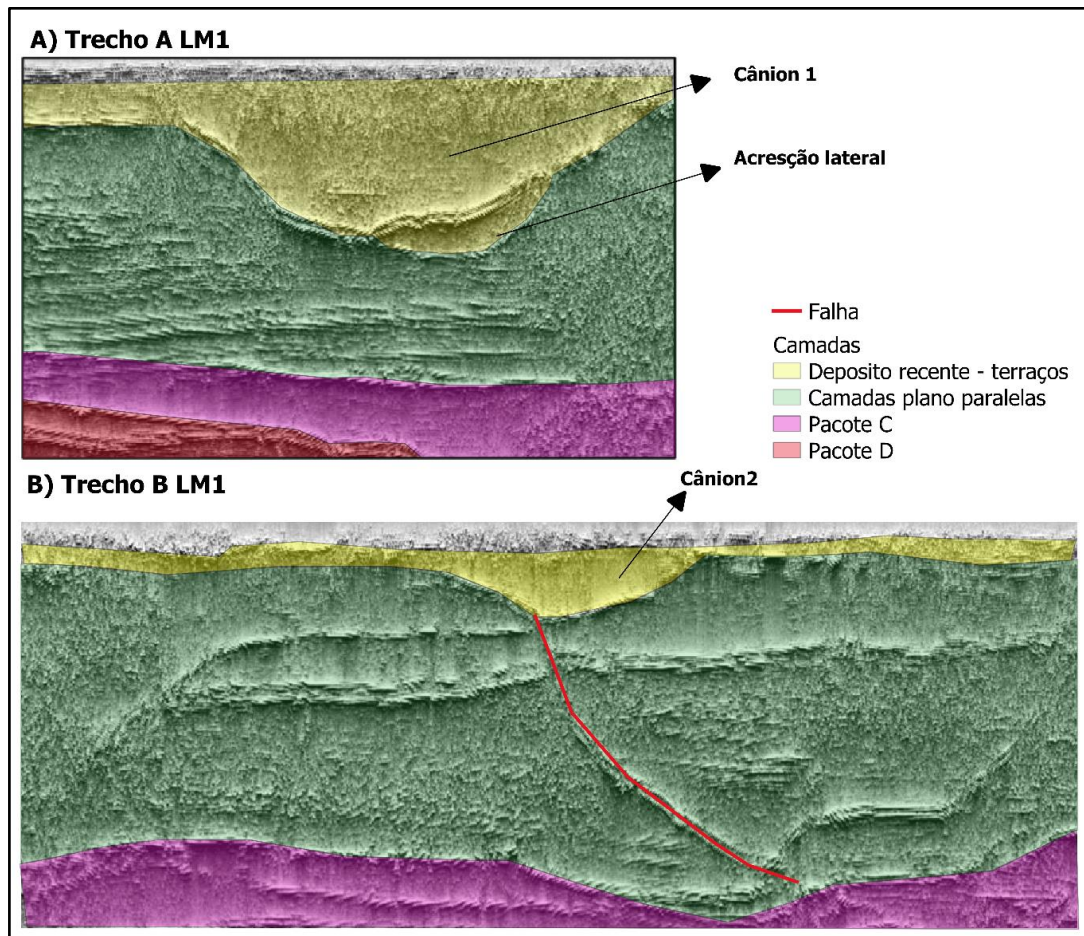 A) Trecho A LM1
Cânion 1
Acresção lateral
Falha
Camadas
Deposito recente - terraços
Camadas plano paralelas
Pacote C
Pacote D
B) Trecho B LM1
Cânion2